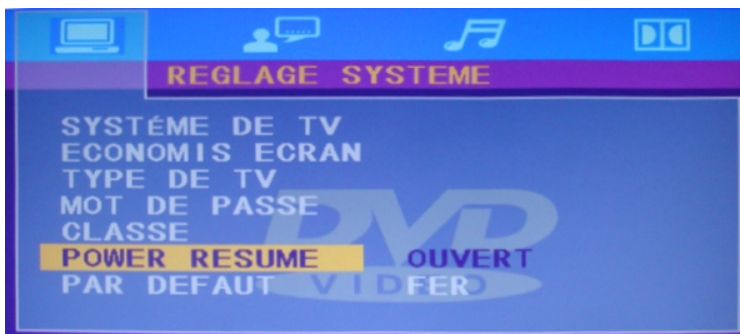 REGLAGE SYSTEME
SYSTÉME DE TV
ECONOMIS ECRAN
TYPE DE TV
MOT DE PASSE
CLASSE
POWER RESUME OUVERT
PAR DEFAUT FER
DVD
VIDEO